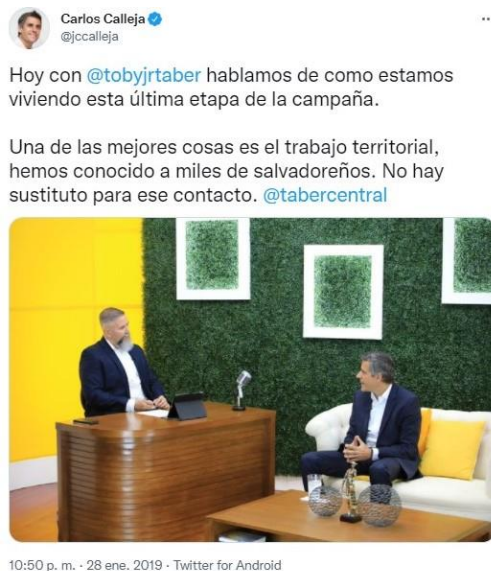 Carlos Calleja
@jccalleja
Hoy con @tobyjrtaber hablamos de como estamos
viviendo esta última etapa de la campaña.
Una de las mejores cosas es el trabajo territorial,
hemos conocido a miles de salvadoreños. No hay
sustituto para ese contacto. @tabercentral
10:50 p. m. · 28 ene. 2019 · Twitter for Android